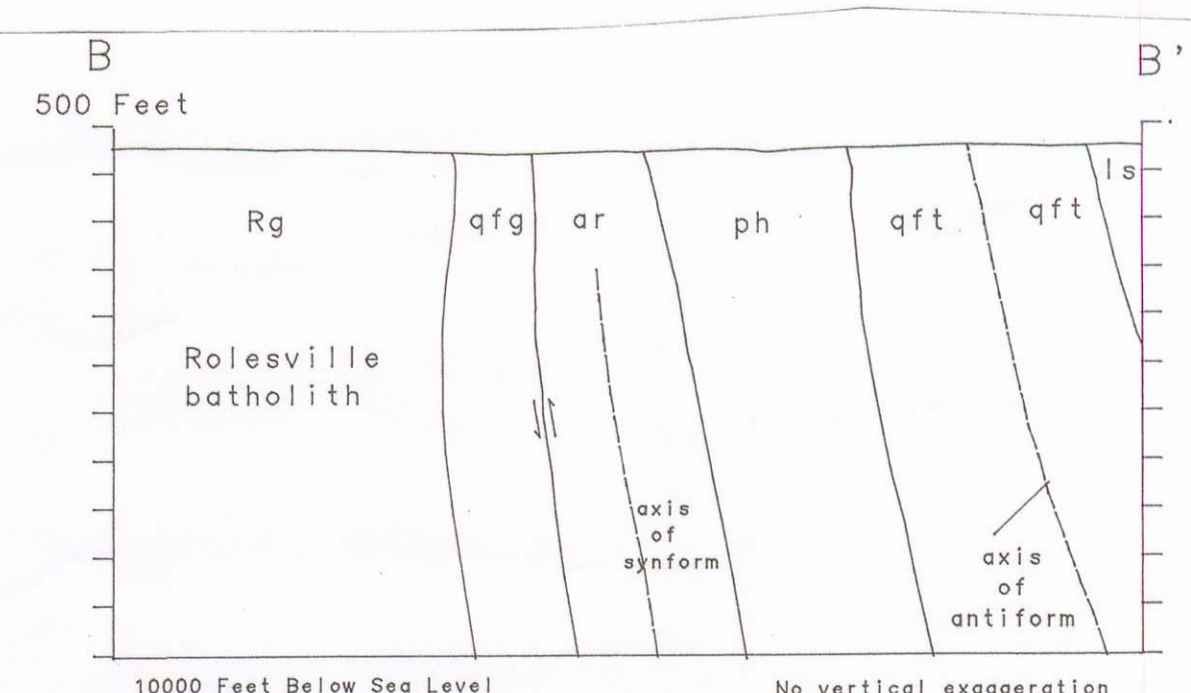 B
B'
500 Feet
ls
Rg
qfg
ar
ph
qft
qft
Rolesville
batholith
axis
of
synform
axis
of
antiform
10000 Feet Below Sea Level
No vertical exaggeration